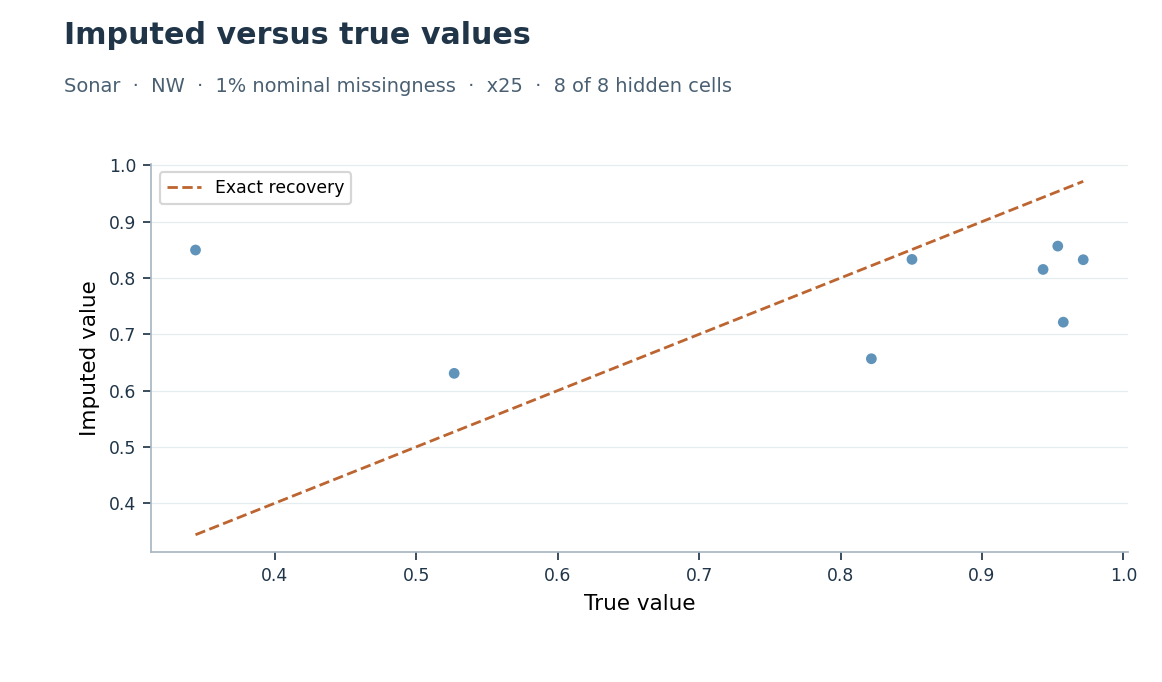 Imputed versus true values
Sonar · NW · 1% nominal missingness · x25 · 8 of 8 hidden cells
Exact recovery
Imputed value
1.0
0.9
0.8
0.7
0.6
0.5
0.4
0.4 0.5 0.6 0.7 0.8 0.9 1.0
True value